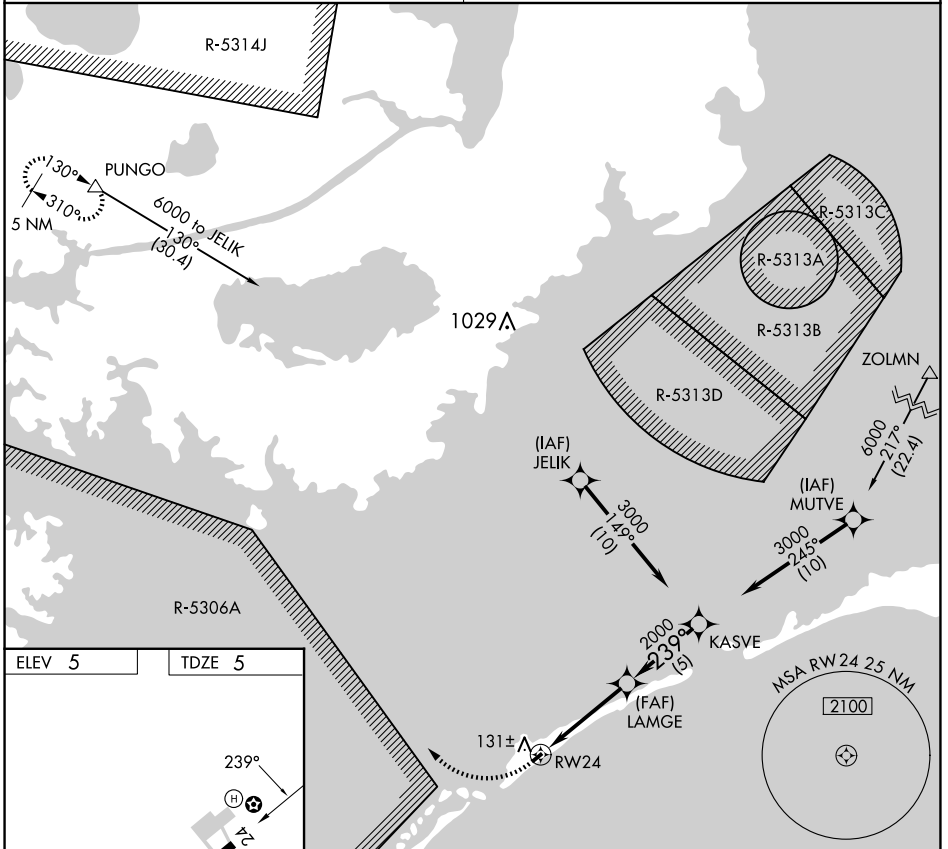 R-5314J
130°
PUNGO
310°
5 NM
6000 to JELIK
130°
(30.4)
R-5313C
R-5313A
1029
R-5313B
ZOLMN
R-5313D
6000
217°
(22.4)
(IAF)
JELIK
(IAF)
MUTVE
3000
149°
(10)
3000
245°
(10)
R-5306A
2000
239°
(5)
KASVE
ELEV 5
TDZE 5
MSA RW24 25 NM
2100
(FAF)
LAMGE
131±
RW24
239°
H
24